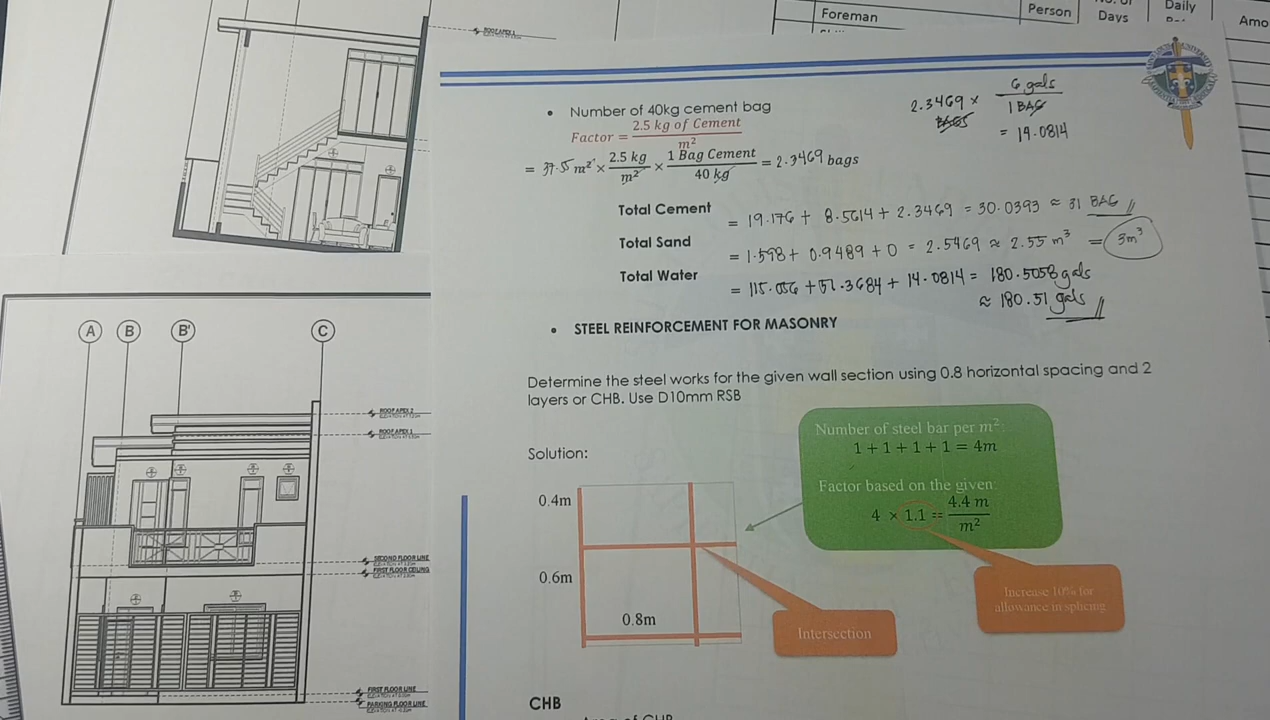 Foreman
Person
Days
Daily
Amo
• Number of 40kg cement bag
Factor = 2.5 kg of Cement / m²
2.3469 × 6 gals / 1 BAG
BAGS
= 14.0814
= 37.5 m² × 2.5 kg / m² × 1 Bag Cement / 40 kg = 2.3469 bags
Total Cement = 19.176 + 8.5614 + 2.3469 = 30.0393 ≈ 31 BAG
Total Sand = 1.598 + 0.9489 + 0 = 2.5469 ≈ 2.55 m³ = 3m³
Total Water = 115.056 + 51.3684 + 14.0814 = 180.5058 gals
≈ 180.51 gals
• STEEL REINFORCEMENT FOR MASONRY
Determine the steel works for the given wall section using 0.8 horizontal spacing and 2
layers or CHB. Use D10mm RSB
Solution:
Number of steel bar per m²:
1 + 1 + 1 + 1 = 4m
Factor based on the given:
4 × 1.1 == 4.4 m / m²
0.4m
0.6m
0.8m
Intersection
Increase 10% for
allowance in splicing
CHB
A B B' C
ROOF APEX 2
ROOF APEX 1
SECOND FLOOR LINE
FIRST FLOOR CEILING
FIRST FLOOR LINE
PARKING FLOOR LINE